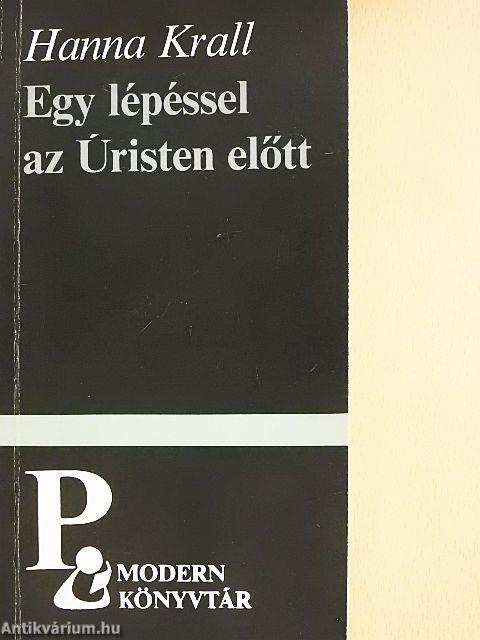 Hanna Krall
Egy lépéssel
az Úristen előtt
P
MODERN
KÖNYVTÁR
Antikvárium.hu